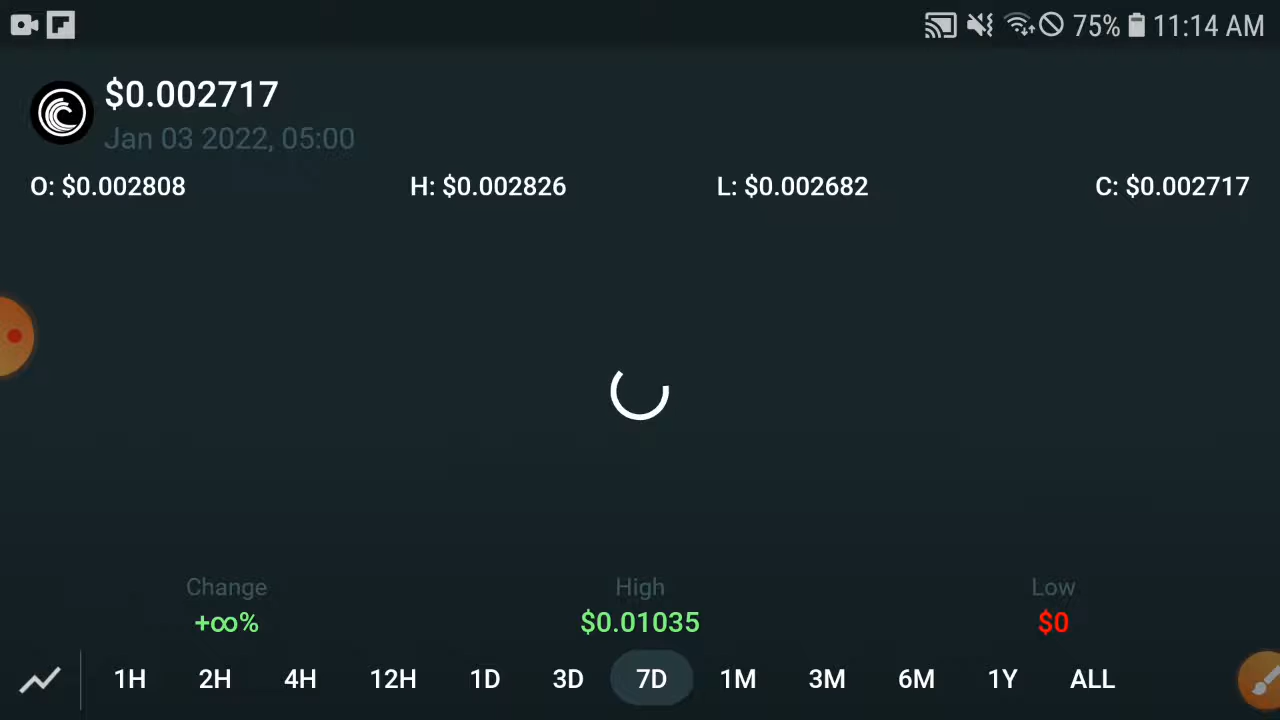 75% 11:14 AM
$0.002717
Jan 03 2022, 05:00
O: $0.002808 H: $0.002826 L: $0.002682 C: $0.002717
Change High Low
+∞% $0.01035 $0
1H 2H 4H 12H 1D 3D 7D 1M 3M 6M 1Y ALL